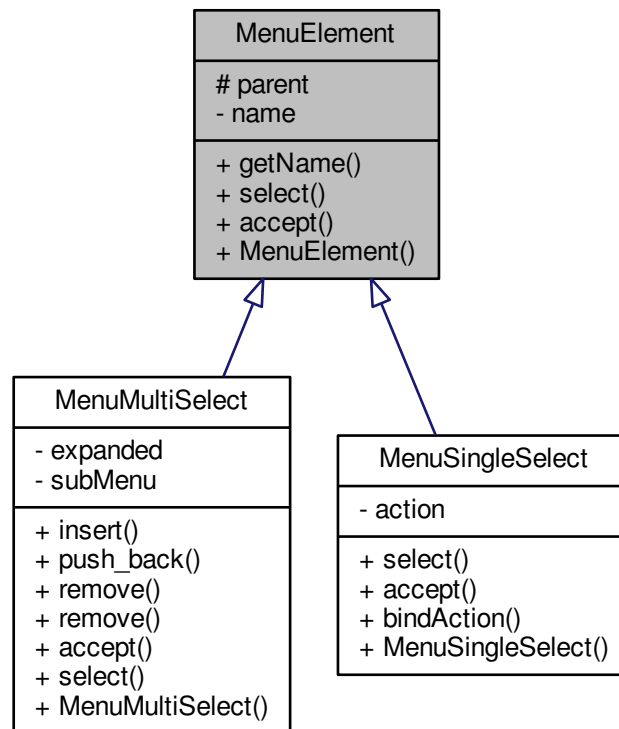 MenuElement
# parent
- name
+ getName()
+ select()
+ accept()
+ MenuElement()
MenuMultiSelect
- expanded
- subMenu
+ insert()
+ push_back()
+ remove()
+ remove()
+ accept()
+ select()
+ MenuMultiSelect()
MenuSingleSelect
- action
+ select()
+ accept()
+ bindAction()
+ MenuSingleSelect()